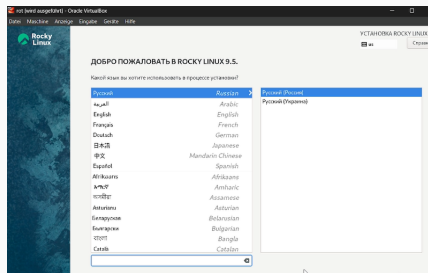 rot (wird ausgeführt) - Oracle VirtualBox
Datei Maschine Anzeige Eingabe Geräte Hilfe
Rocky
Linux
УСТАНОВКА ROCKY LINUX
us
Справк
ДОБРО ПОЖАЛОВАТЬ В ROCKY LINUX 9.5.
Какой язык вы хотите использовать в процессе установки?
Русский Russian
العربية Arabic
English English
Français French
Deutsch German
日本語 Japanese
中文 Mandarin Chinese
Español Spanish
Afrikaans Afrikaans
አማርኛ Amharic
অসমীয়া Assamese
Asturianu Asturian
Беларуская Belarusian
Български Bulgarian
বাংলা Bangla
Català Catalan
Русский (Россия)
Русский (Украина)